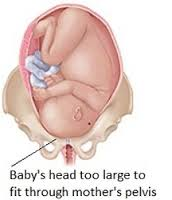 Baby's head too large to
fit through mother's pelvis